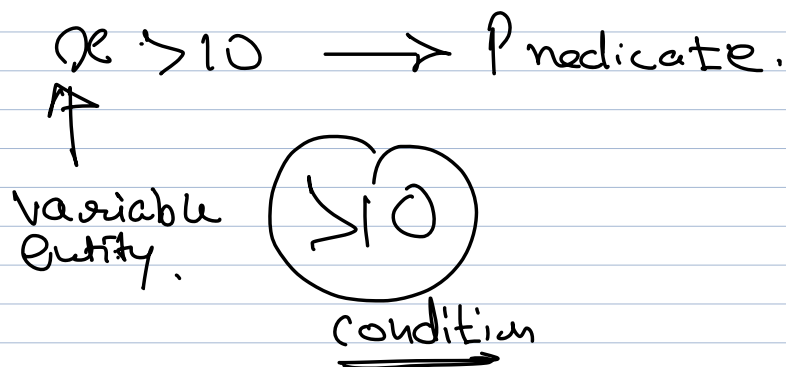 x > 10 → Predicate.
variable
entity.
>10
condition